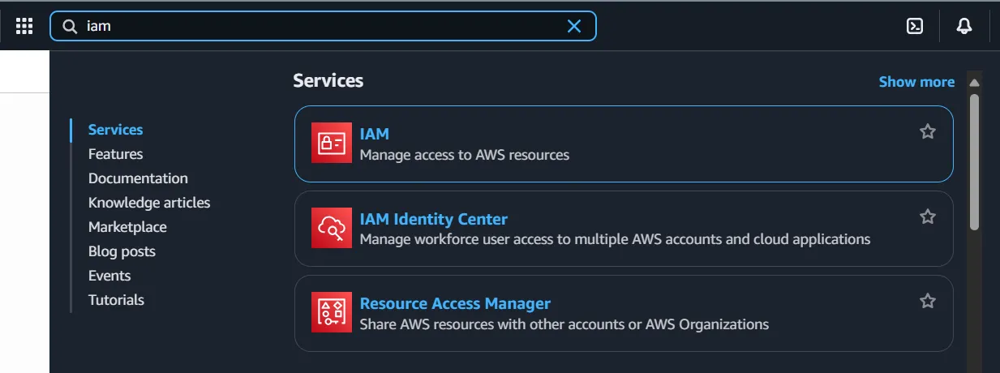 iam
Services
Show more
Services
Features
Documentation
Knowledge articles
Marketplace
Blog posts
Events
Tutorials
IAM
Manage access to AWS resources
IAM Identity Center
Manage workforce user access to multiple AWS accounts and cloud applications
Resource Access Manager
Share AWS resources with other accounts or AWS Organizations